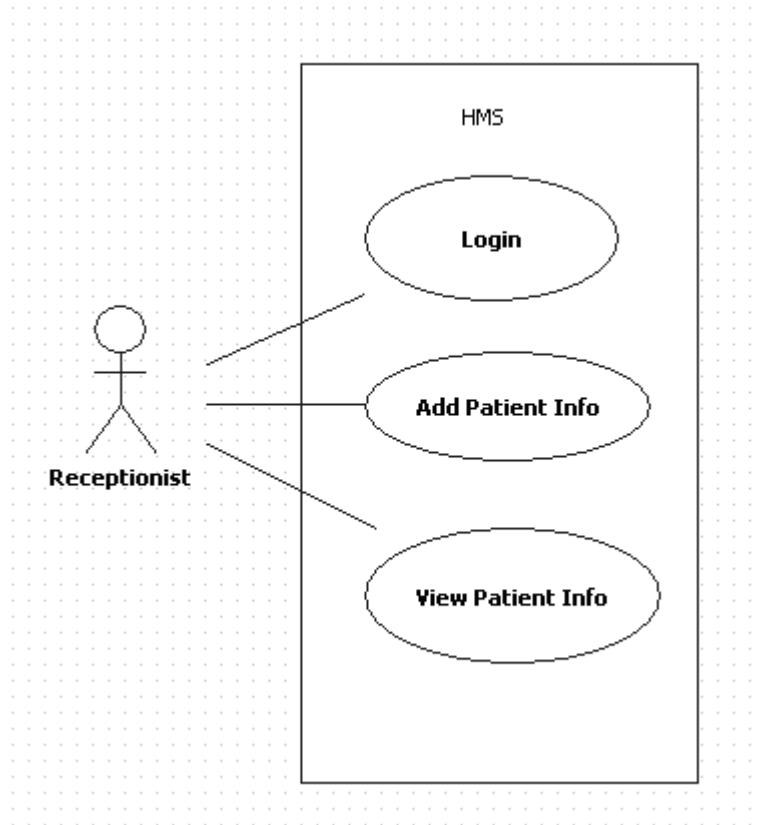 HMS
Login
Add Patient Info
Receptionist
View Patient Info